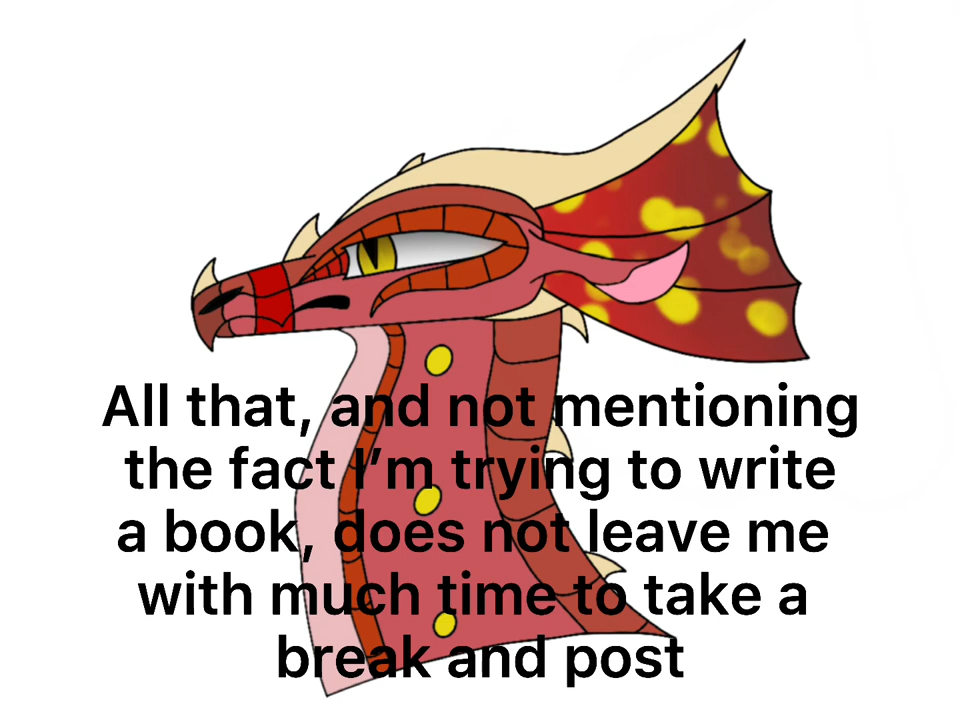 All that, and not mentioning
the fact I’m trying to write
a book, does not leave me
with much time to take a
break and post